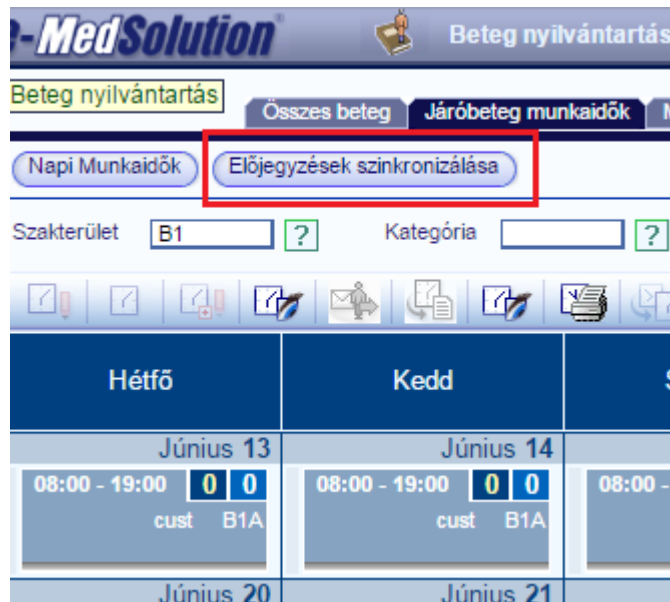 e-MedSolution
Beteg nyilvántartás
Beteg nyilvántartás
Összes beteg
Járóbeteg munkaidők
Napi Munkaidők
Előjegyzések szinkronizálása
Szakterület
B1
?
Kategória
?
Hétfő
Kedd
Június 13
Június 14
08:00 - 19:00 0 0
08:00 - 19:00 0 0
08:00 -
cust B1A
cust B1A
Június 20
Június 21